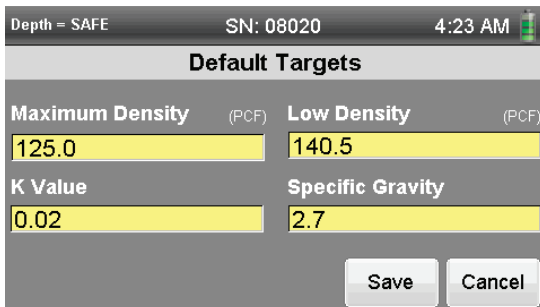 Depth = SAFE SN: 08020 4:23 AM
Default Targets
Maximum Density (PCF) Low Density (PCF)
125.0 140.5
K Value Specific Gravity
0.02 2.7
Save Cancel